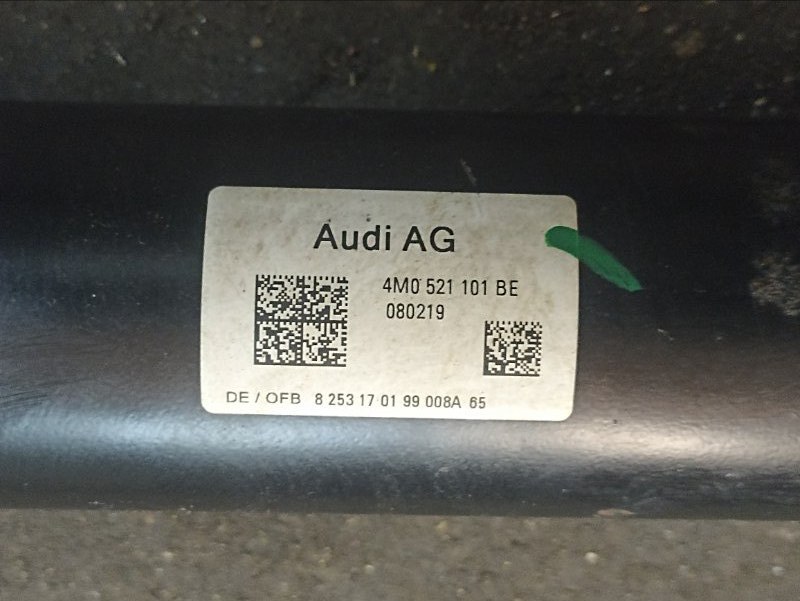 Audi AG
4M0 521 101 BE
080219
DE / OFB 8 253 17 01 99 008A 65